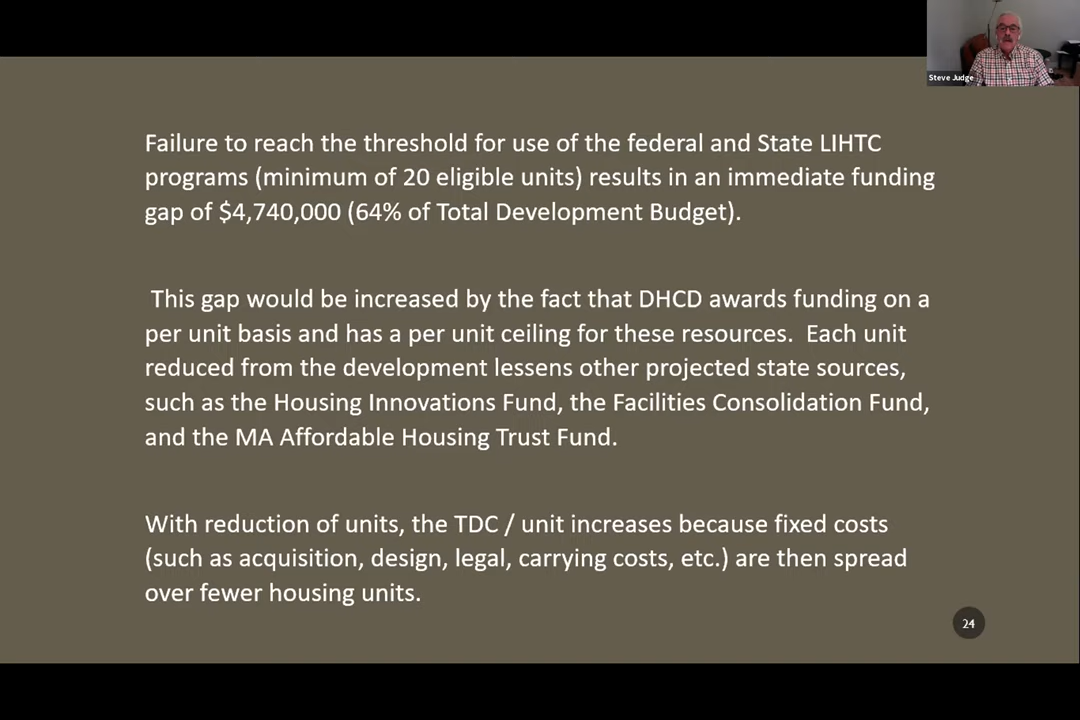 Steve Judge
Failure to reach the threshold for use of the federal and State LIHTC
programs (minimum of 20 eligible units) results in an immediate funding
gap of $4,740,000 (64% of Total Development Budget).
This gap would be increased by the fact that DHCD awards funding on a
per unit basis and has a per unit ceiling for these resources.  Each unit
reduced from the development lessens other projected state sources,
such as the Housing Innovations Fund, the Facilities Consolidation Fund,
and the MA Affordable Housing Trust Fund.
With reduction of units, the TDC / unit increases because fixed costs
(such as acquisition, design, legal, carrying costs, etc.) are then spread
over fewer housing units.
24